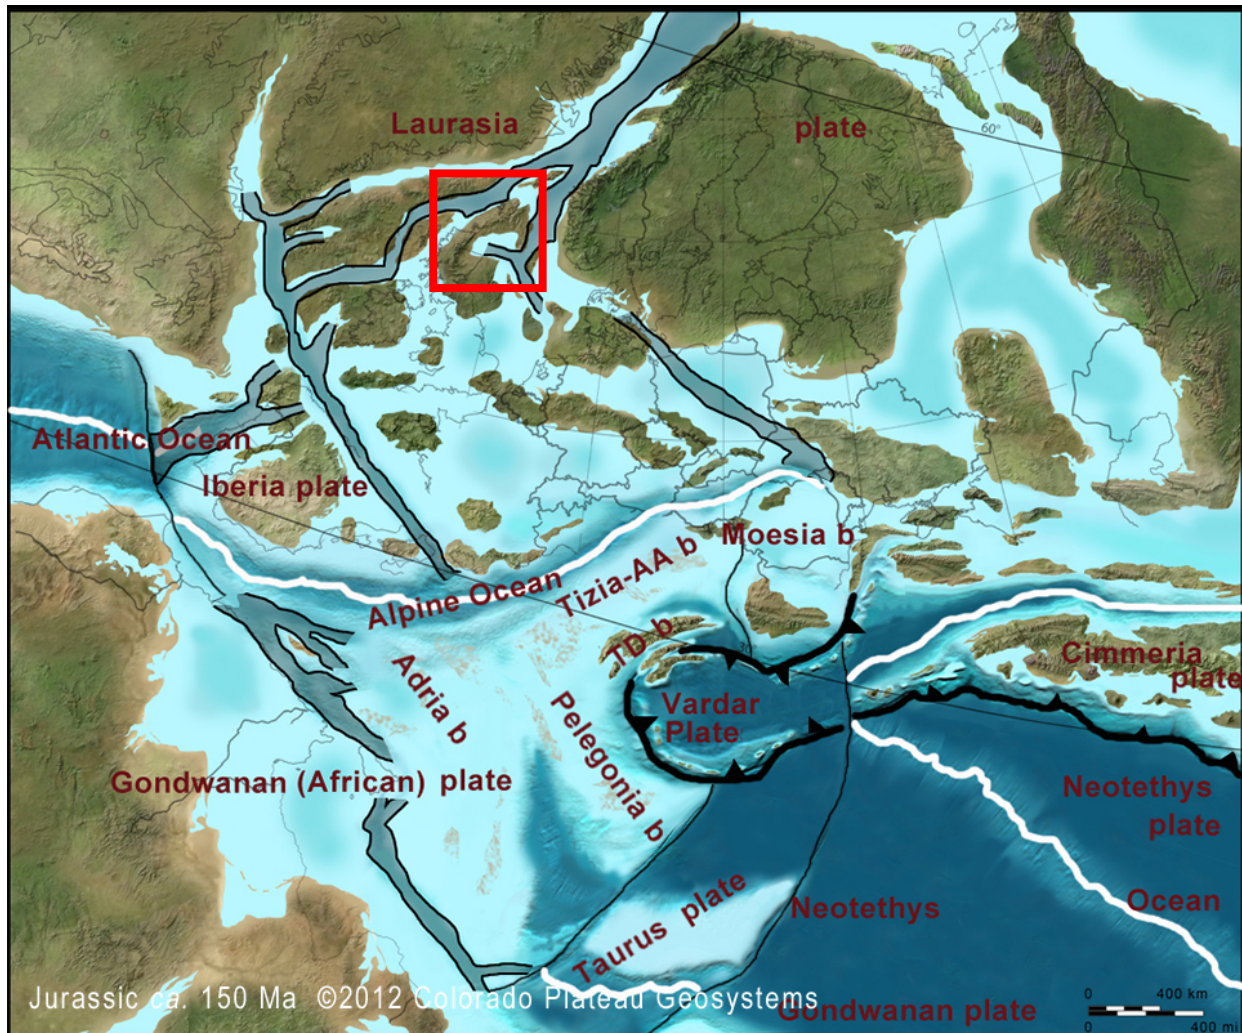 Laurasia
plate
60°
Atlantic Ocean
Iberia plate
Moesia b
Alpine Ocean
Tizia-AA b
TD b
Cimmeria
plate
Adria b
Pelegonia b
Vardar
Plate
Gondwanan (African) plate
Neotethys
plate
Taurus plate
Neotethys
Ocean
Jurassic ca. 150 Ma ©2012 Colorado Plateau Geosystems
Gondwanan plate
0 400 km
0 400 mi